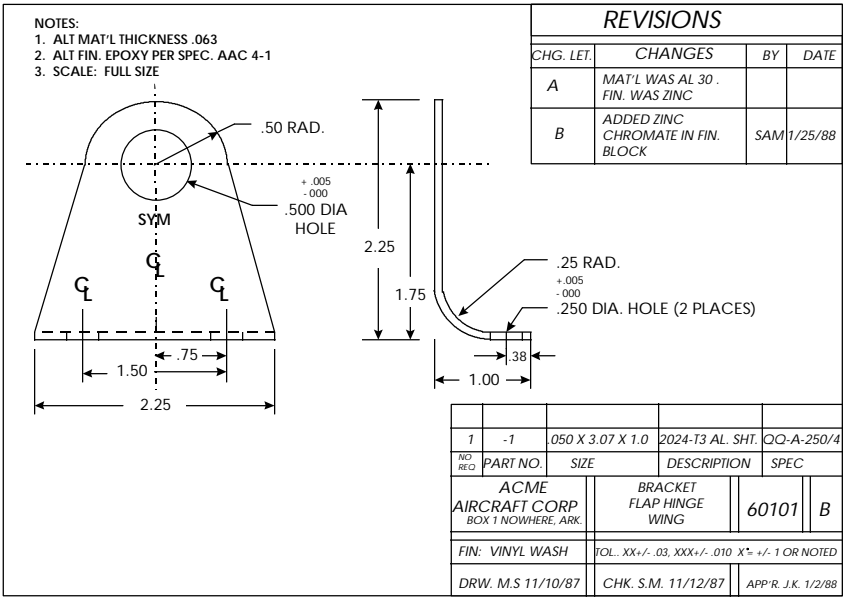 NOTES:
1. ALT MAT'L THICKNESS .063
2. ALT FIN. EPOXY PER SPEC. AAC 4-1
3. SCALE: FULL SIZE
REVISIONS
CHG. LET. CHANGES BY DATE
A MAT'L WAS AL 30 .
FIN. WAS ZINC
B ADDED ZINC
CHROMATE IN FIN.
BLOCK
SAM 1/25/88
.50 RAD.
+ .005
- 000
.500 DIA
HOLE
SYM
CL
CL
CL
.75
1.50
2.25
2.25
1.75
.25 RAD.
+.005
- 000
.250 DIA. HOLE (2 PLACES)
.38
1.00
1 -1 .050 X 3.07 X 1.0 2024-T3 AL. SHT. QQ-A-250/4
NO
REQ PART NO. SIZE DESCRIPTION SPEC
ACME
AIRCRAFT CORP
BOX 1 NOWHERE, ARK.
BRACKET
FLAP HINGE
WING
60101 B
FIN: VINYL WASH TOL.. XX+/- .03, XXX+/- .010 X°= +/- 1 OR NOTED
DRW. M.S 11/10/87 CHK. S.M. 11/12/87 APP'R. J.K. 1/2/88